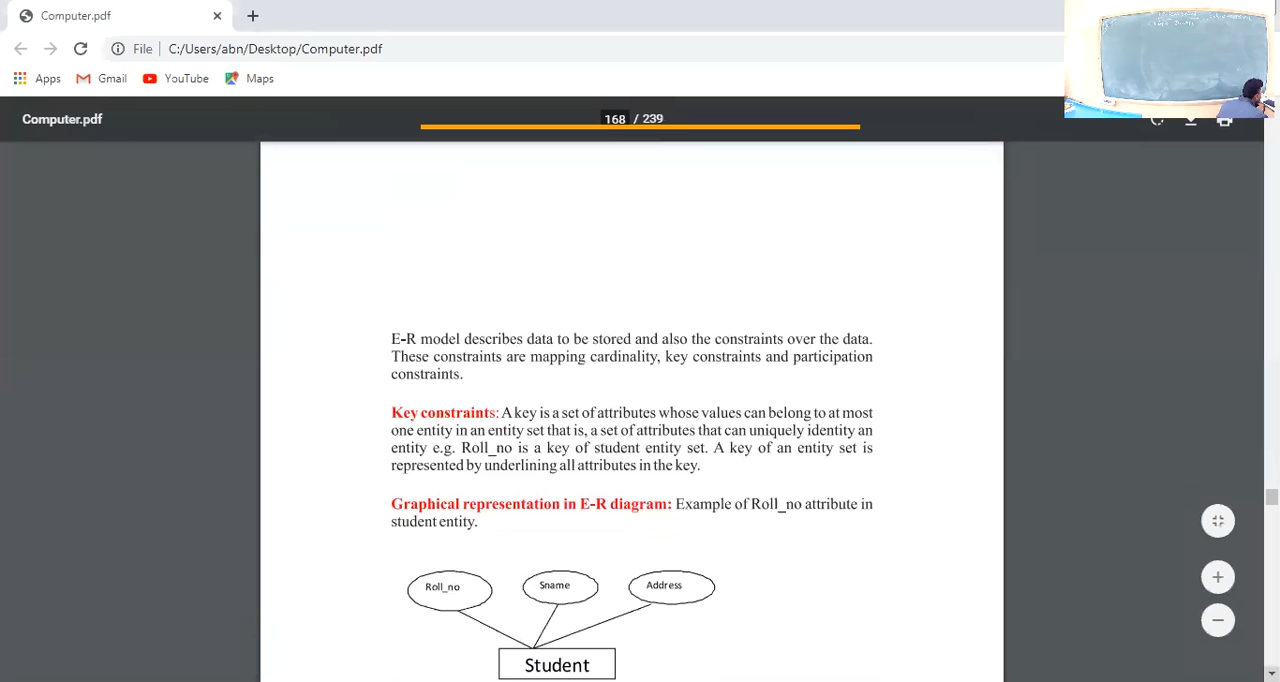 Computer.pdf
File C:/Users/abn/Desktop/Computer.pdf
Apps Gmail YouTube Maps
Computer.pdf 168 / 239
E-R model describes data to be stored and also the constraints over the data.
These constraints are mapping cardinality, key constraints and participation
constraints.
Key constraints: A key is a set of attributes whose values can belong to at most
one entity in an entity set that is, a set of attributes that can uniquely identity an
entity e.g. Roll_no is a key of student entity set. A key of an entity set is
represented by underlining all attributes in the key.
Graphical representation in E-R diagram: Example of Roll_no attribute in
student entity.
Roll_no Sname Address
Student